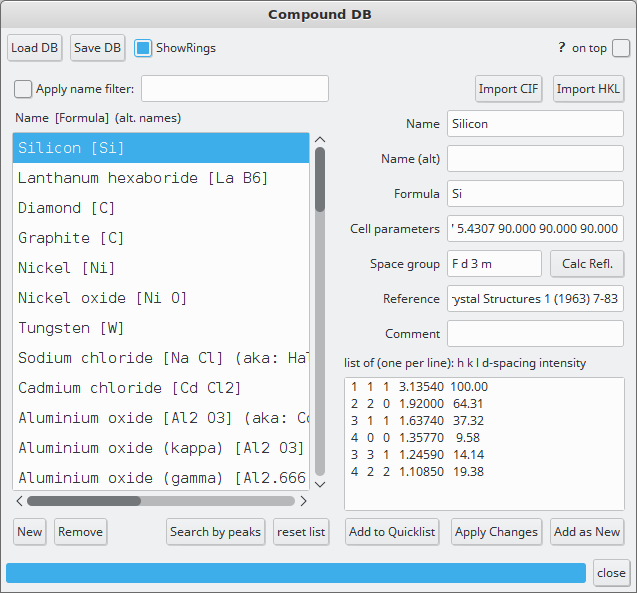 Compound DB
Load DB Save DB ShowRings ? on top
Apply name filter: Import CIF Import HKL
Name [Formula] (alt. names)
Silicon [Si]
Lanthanum hexaboride [La B6]
Diamond [C]
Graphite [C]
Nickel [Ni]
Nickel oxide [Ni O]
Tungsten [W]
Sodium chloride [Na Cl] (aka: Hal
Cadmium chloride [Cd Cl2]
Aluminium oxide [Al2 O3] (aka: Co
Aluminium oxide (kappa) [Al2 O3]
Aluminium oxide (gamma) [Al2.666
New Remove Search by peaks reset list
Name Silicon
Name (alt)
Formula Si
Cell parameters 5.4307 90.000 90.000 90.000
Space group F d 3 m Calc Refl.
Reference rystal Structures 1 (1963) 7-83
Comment
list of (one per line): h k l d-spacing intensity
1 1 1 3.13540 100.00
2 2 0 1.92000 64.31
3 1 1 1.63740 37.32
4 0 0 1.35770 9.58
3 3 1 1.24590 14.14
4 2 2 1.10850 19.38
Add to Quicklist Apply Changes Add as New
close